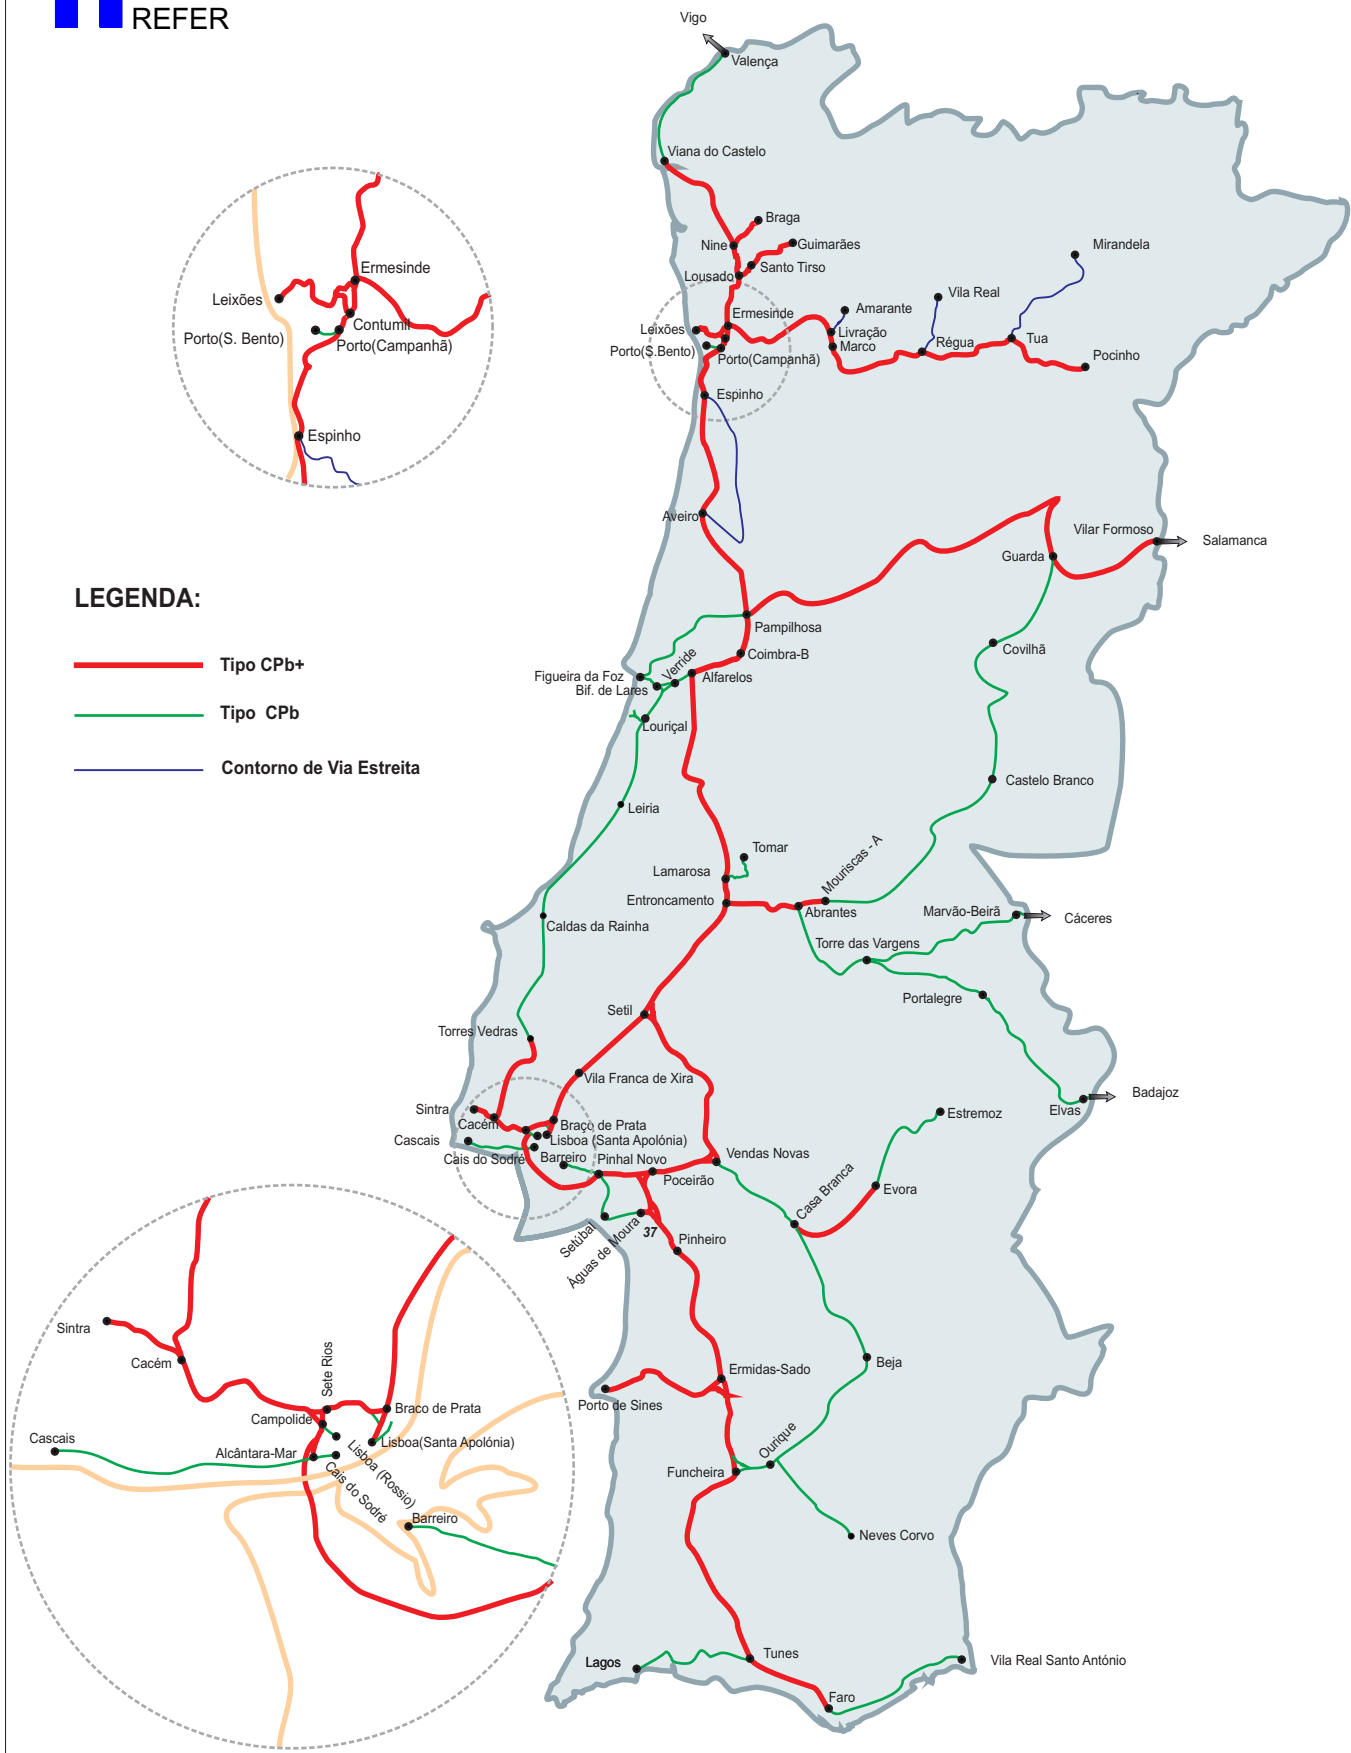 REFER
Vigo
Valença
Viana do Castelo
Braga
Nine
Guimarães
Santo Tirso
Lousado
Mirandela
Vila Real
Amarante
Ermesinde
Leixões
Livração
Porto(S.Bento)
Porto(Campanhã)
Marco
Régua
Tua
Pocinho
Espinho
Ermesinde
Leixões
Contumil
Porto(S. Bento)
Porto(Campanhã)
Espinho
Aveiro
Vilar Formoso
Salamanca
Guarda
LEGENDA:
Tipo CPb+
Tipo CPb
Contorno de Via Estreita
Pampilhosa
Coimbra-B
Covilhã
Verride
Figueira da Foz
Alfarelos
Bif. de Lares
Louriçal
Castelo Branco
Leiria
Tomar
Lamarosa
Mouriscas - A
Entroncamento
Abrantes
Marvão-Beirã
Cáceres
Caldas da Rainha
Torre das Vargens
Portalegre
Setil
Torres Vedras
Vila Franca de Xira
Badajoz
Elvas
Sintra
Estremoz
Cacém
Braço de Prata
Cascais
Lisboa (Santa Apolónia)
Cais do Sodré
Barreiro
Pinhal Novo
Vendas Novas
Poceirão
Casa Branca
Evora
Setúbal
Águas de Moura
37
Pinheiro
Sintra
Cacém
Sete Rios
Campolide
Braco de Prata
Cascais
Alcântara-Mar
Lisboa(Santa Apolónia)
Lisboa (Rossio)
Cais do Sodré
Barreiro
Ermidas-Sado
Beja
Porto de Sines
Ourique
Funcheira
Neves Corvo
Lagos
Tunes
Vila Real Santo António
Faro